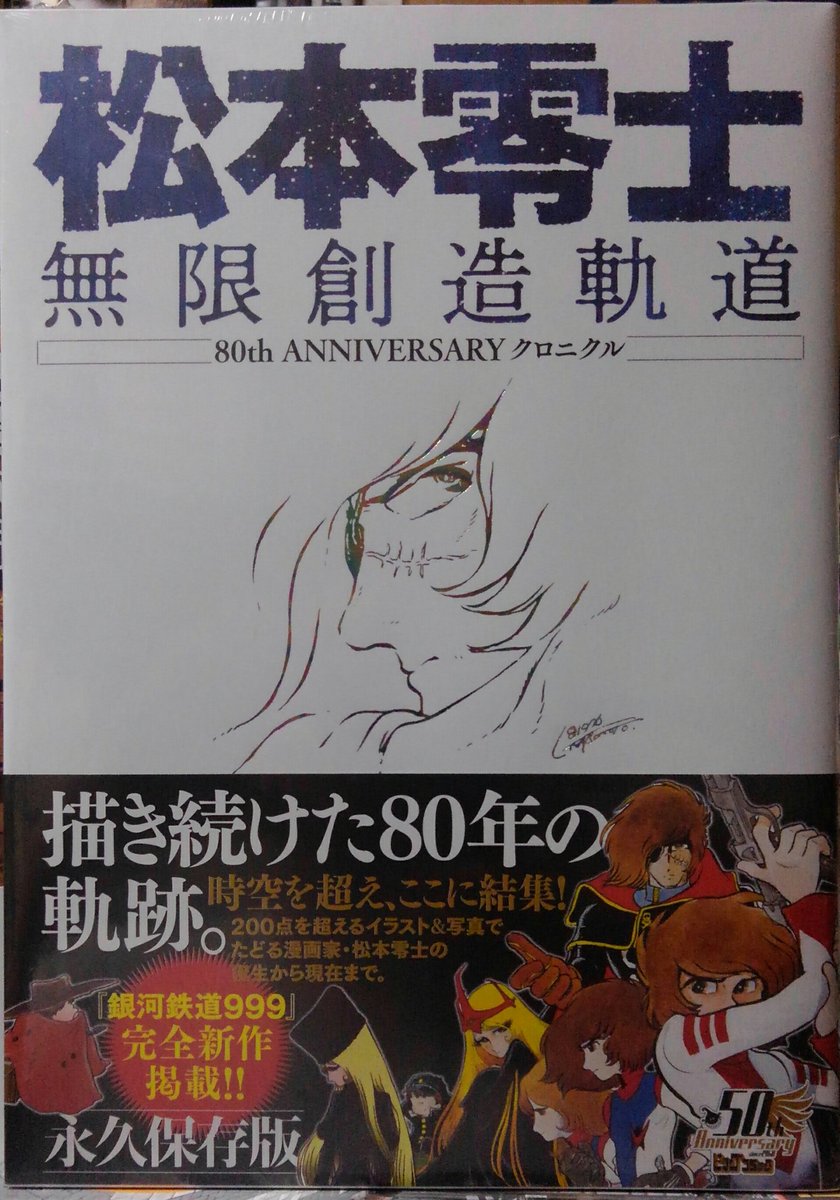 松本零士
無限創造軌道
80th ANNIVERSARYクロニクル
描き続けた80年の
軌跡。
時空を超え、ここに結集!
200点を超えるイラスト&写真で
たどる漫画家・松本零士の
誕生から現在まで。
『銀河鉄道999』
完全新作
掲載!!
永久保存版
50th
Anniversary
ビッグコミック